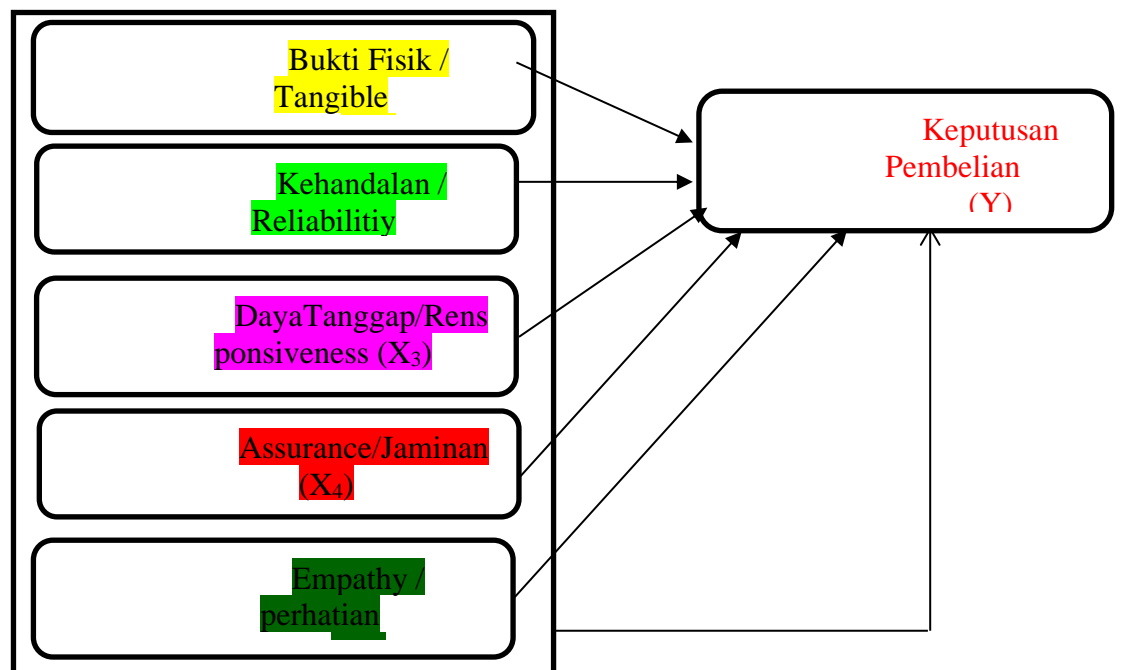 Bukti Fisik /
Tangible
Keputusan
Pembelian
(Y)
Kehandalan /
Reliabilitiy
DayaTanggap/Rens
ponsiveness (X₃)
Assurance/Jaminan
(X₄)
Empathy /
perhatian